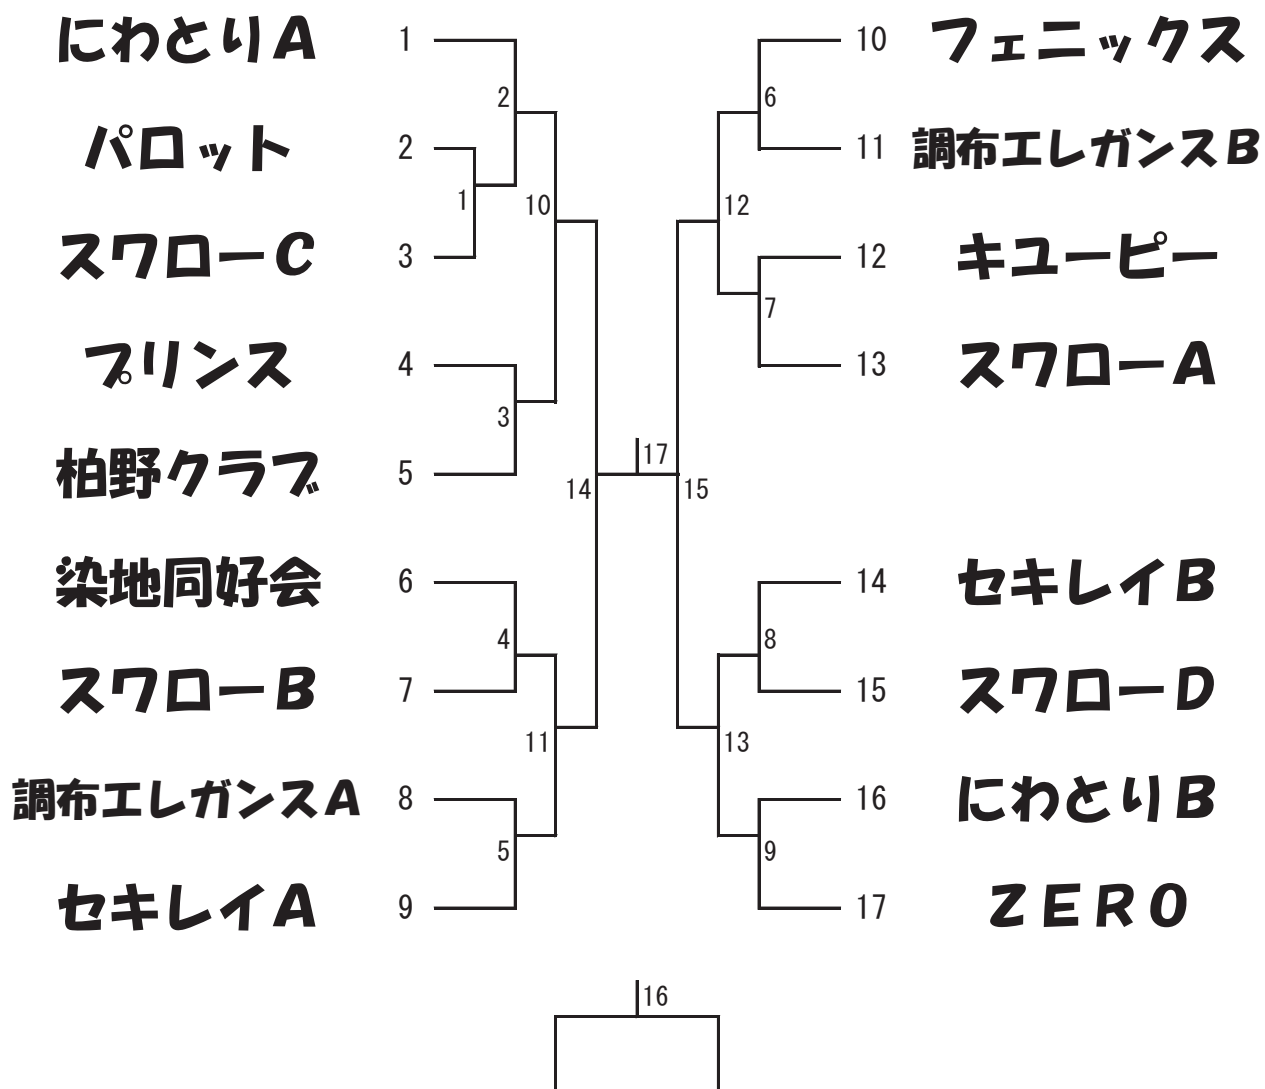 にわとりA 1 10 フェニックス
2 6
パロット 2 11 調布エレガンスB
1 10 12
スワローC 3 12 キユーピー
7
プリンス 4 13 スワローA
3
17
柏野クラブ 5
14 15
染地同好会 6 14 セキレイB
4 8
スワローB 7 15 スワローD
11 13
調布エレガンスA 8 16 にわとりB
5 9
セキレイA 9 17 ZERO
16